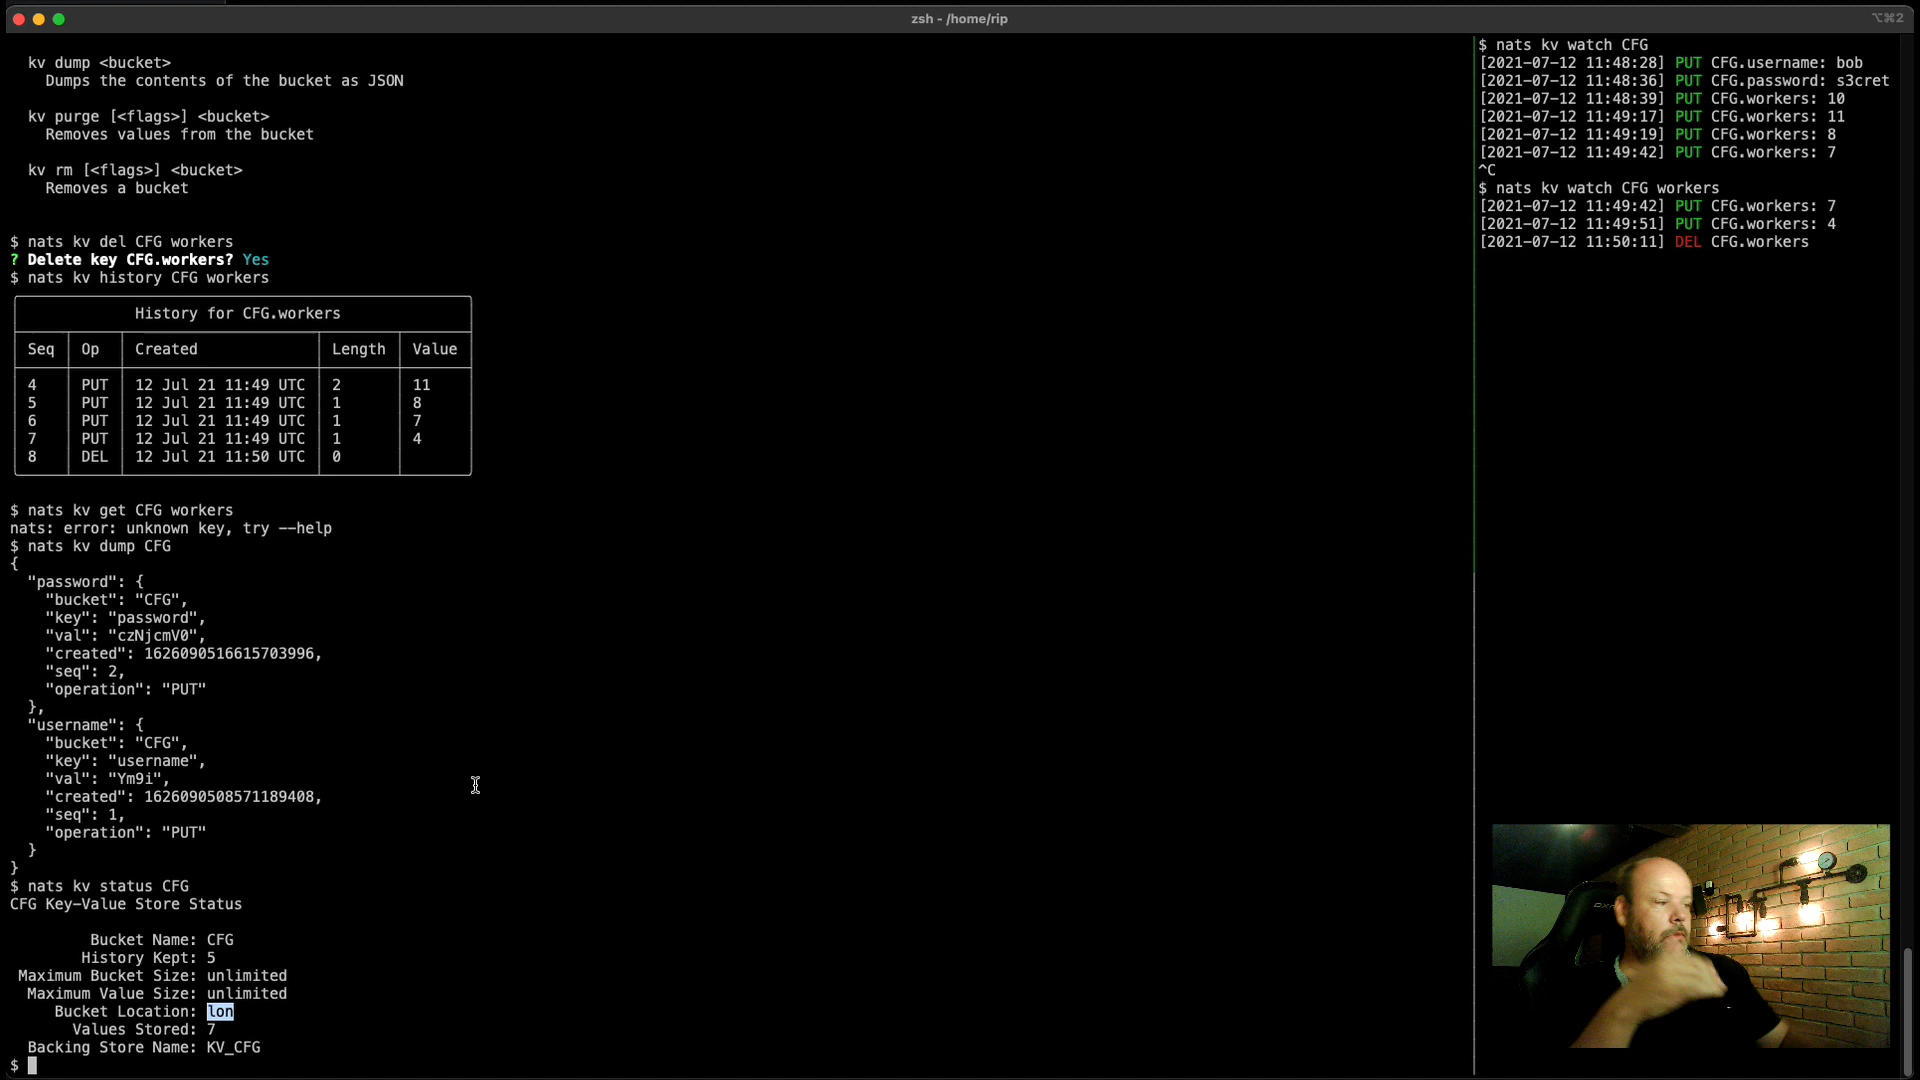 zsh - /home/rip
⌥⌘2
kv dump <bucket>
Dumps the contents of the bucket as JSON
kv purge [<flags>] <bucket>
Removes values from the bucket
kv rm [<flags>] <bucket>
Removes a bucket
$ nats kv del CFG workers
? Delete key CFG.workers? Yes
$ nats kv history CFG workers
History for CFG.workers
Seq Op Created Length Value
4 PUT 12 Jul 21 11:49 UTC 2 11
5 PUT 12 Jul 21 11:49 UTC 1 8
6 PUT 12 Jul 21 11:49 UTC 1 7
7 PUT 12 Jul 21 11:49 UTC 1 4
8 DEL 12 Jul 21 11:50 UTC 0
$ nats kv get CFG workers
nats: error: unknown key, try --help
$ nats kv dump CFG
{
"password": {
"bucket": "CFG",
"key": "password",
"val": "czNjcmV0",
"created": 1626090516615703996,
"seq": 2,
"operation": "PUT"
},
"username": {
"bucket": "CFG",
"key": "username",
"val": "Ym9i",
"created": 1626090508571189408,
"seq": 1,
"operation": "PUT"
}
}
$ nats kv status CFG
CFG Key-Value Store Status
Bucket Name: CFG
History Kept: 5
Maximum Bucket Size: unlimited
Maximum Value Size: unlimited
Bucket Location: lon
Values Stored: 7
Backing Store Name: KV_CFG
$
$ nats kv watch CFG
[2021-07-12 11:48:28] PUT CFG.username: bob
[2021-07-12 11:48:36] PUT CFG.password: s3cret
[2021-07-12 11:48:39] PUT CFG.workers: 10
[2021-07-12 11:49:17] PUT CFG.workers: 11
[2021-07-12 11:49:19] PUT CFG.workers: 8
[2021-07-12 11:49:42] PUT CFG.workers: 7
^C
$ nats kv watch CFG workers
[2021-07-12 11:49:42] PUT CFG.workers: 7
[2021-07-12 11:49:51] PUT CFG.workers: 4
[2021-07-12 11:50:11] DEL CFG.workers